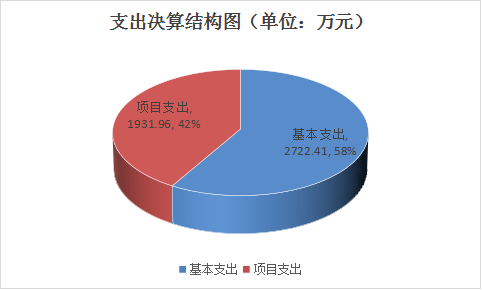 支出决算结构图（单位：万元）
项目支出,
1931.96, 42%
基本支出,
2722.41, 58%
基本支出 项目支出